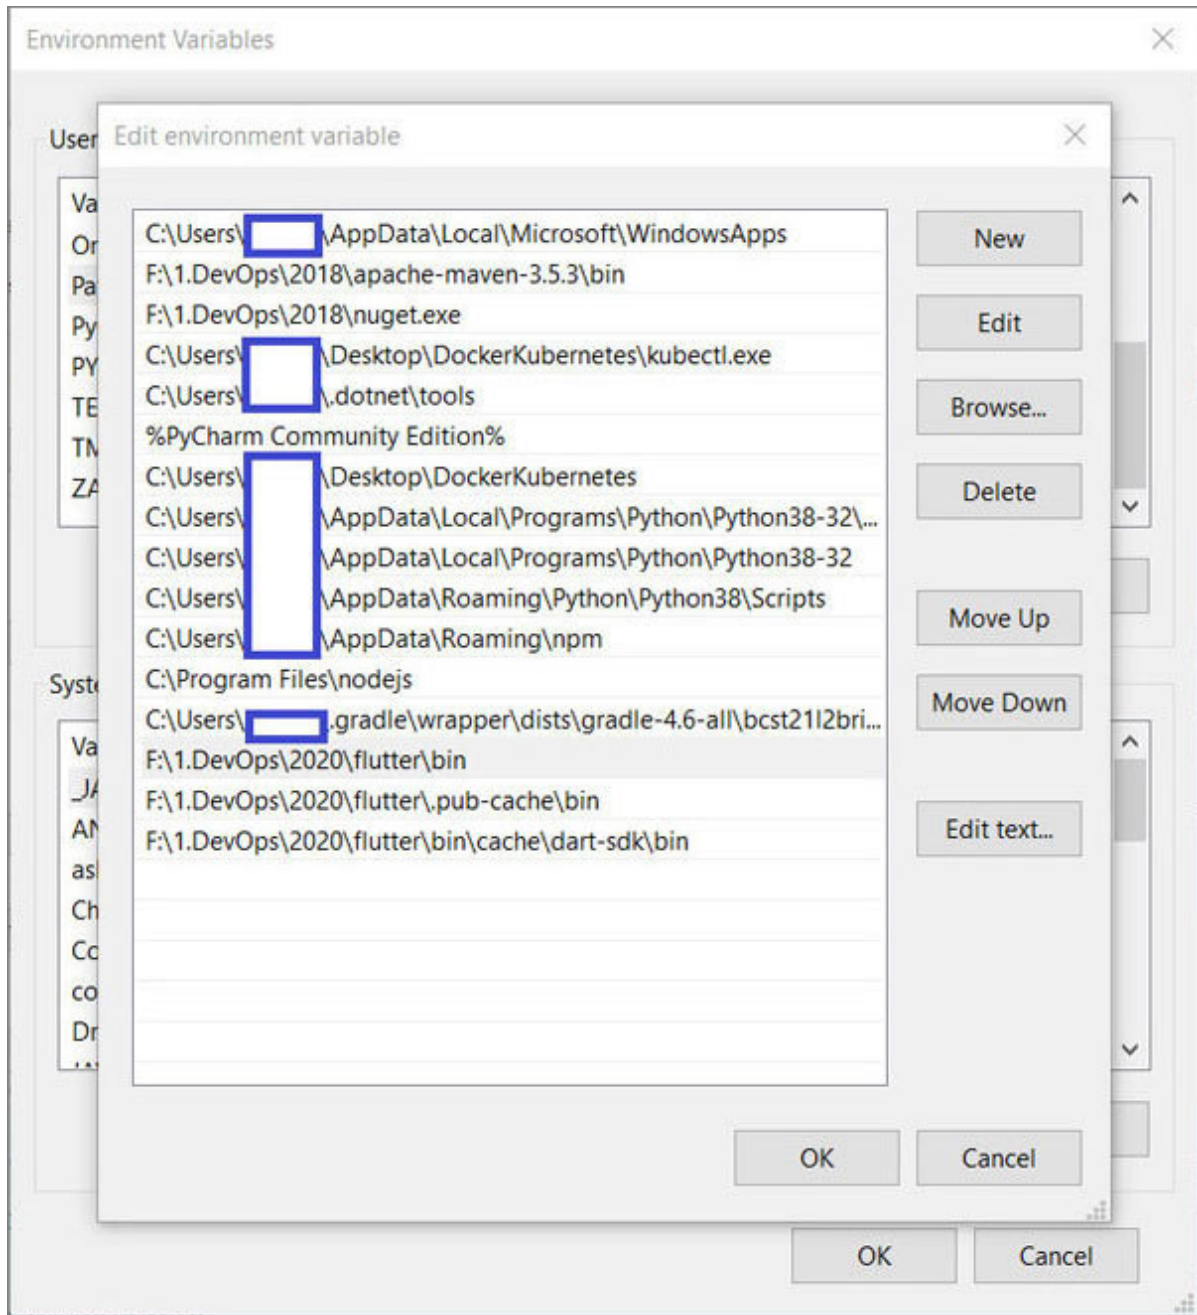 Environment Variables
User
Edit environment variable
Va
Or
Pa
Py
PY
TE
ZA
C:\Users\ \AppData\Local\Microsoft\WindowsApps
F:\1.DevOps\2018\apache-maven-3.5.3\bin
F:\1.DevOps\2018\nuget.exe
C:\Users\ \Desktop\DockerKubernetes\kubectl.exe
C:\Users\ \.dotnet\tools
%PyCharm Community Edition%
C:\Users\ \Desktop\DockerKubernetes
C:\Users\ \AppData\Local\Programs\Python\Python38-32\...
C:\Users\ \AppData\Local\Programs\Python\Python38-32
C:\Users\ \AppData\Roaming\Python\Python38\Scripts
C:\Users\ \AppData\Roaming\npm
C:\Program Files\nodejs
C:\Users\ .gradle\wrapper\dists\gradle-4.6-all\bcst21l2bri...
F:\1.DevOps\2020\flutter\bin
F:\1.DevOps\2020\flutter\.pub-cache\bin
F:\1.DevOps\2020\flutter\bin\cache\dart-sdk\bin
New
Edit
Browse...
Delete
Move Up
Move Down
Edit text...
Syste
Va
_JA
AN
as
Ch
Co
co
Dr
OK
Cancel
OK
Cancel